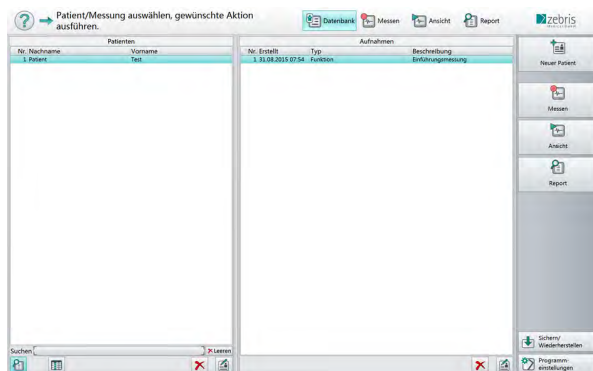 Patient/Messung auswählen, gewünschte Aktion
ausführen.
Datenbank Messen Ansicht Report
zebris
Patienten
Nr. Nachname Vorname
1 Patient Test
Aufnahmen
Nr. Erstellt Typ Beschreibung
1 31.08.2015 07:54 Funktion Einführungsmessung
Neuer Patient
Messen
Ansicht
Report
Suchen Leeren
Sichern/
Wiederherstellen
Programm-
einstellungen